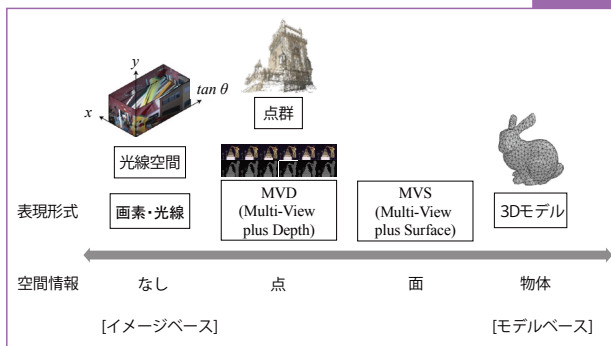 y
tan θ
x
点群
光線空間
表現形式
画素・光線
MVD
(Multi-View
plus Depth)
MVS
(Multi-View
plus Surface)
3Dモデル
空間情報
なし
点
面
物体
[イメージベース]
[モデルベース]